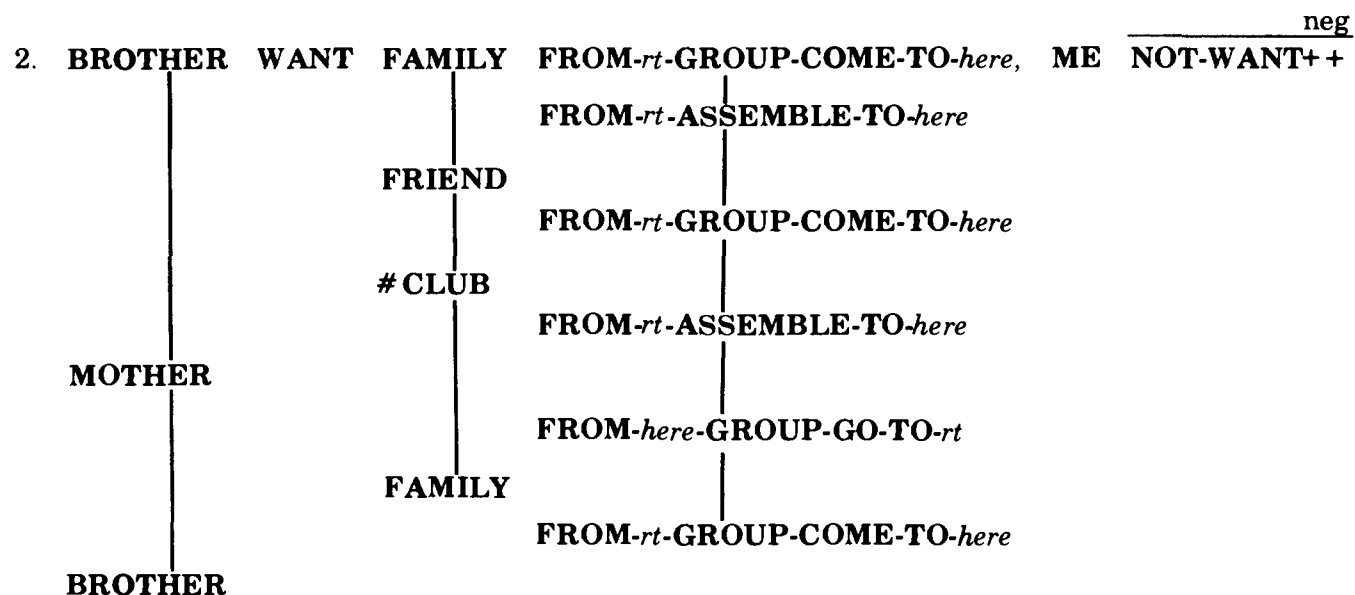 neg
2. BROTHER WANT FAMILY FROM-rt-GROUP-COME-TO-here, ME NOT-WANT++
FROM-rt-ASSEMBLE-TO-here
FRIEND
FROM-rt-GROUP-COME-TO-here
#CLUB
FROM-rt-ASSEMBLE-TO-here
MOTHER
FROM-here-GROUP-GO-TO-rt
FAMILY
FROM-rt-GROUP-COME-TO-here
BROTHER